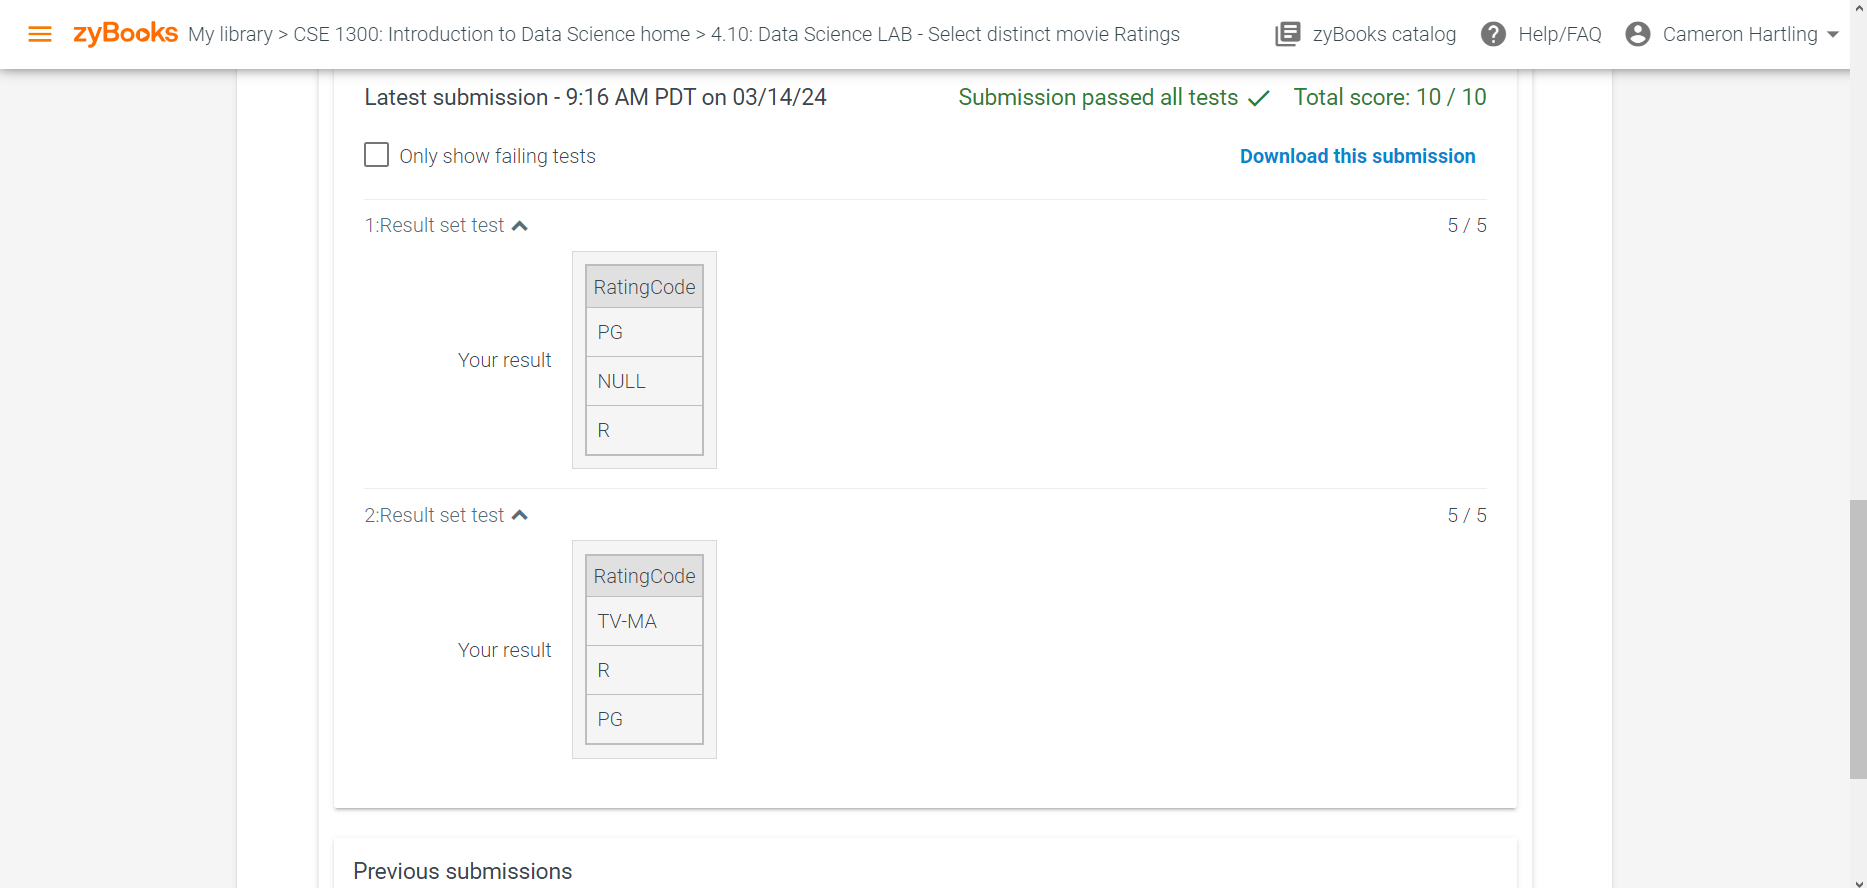 zyBooks My library > CSE 1300: Introduction to Data Science home > 4.10: Data Science LAB - Select distinct movie Ratings zyBooks catalog Help/FAQ Cameron Hartling
Latest submission - 9:16 AM PDT on 03/14/24 Submission passed all tests Total score: 10 / 10
Only show failing tests Download this submission
1:Result set test 5 / 5
RatingCode
PG
Your result
NULL
R
2:Result set test 5 / 5
RatingCode
TV-MA
Your result
R
PG
Previous submissions